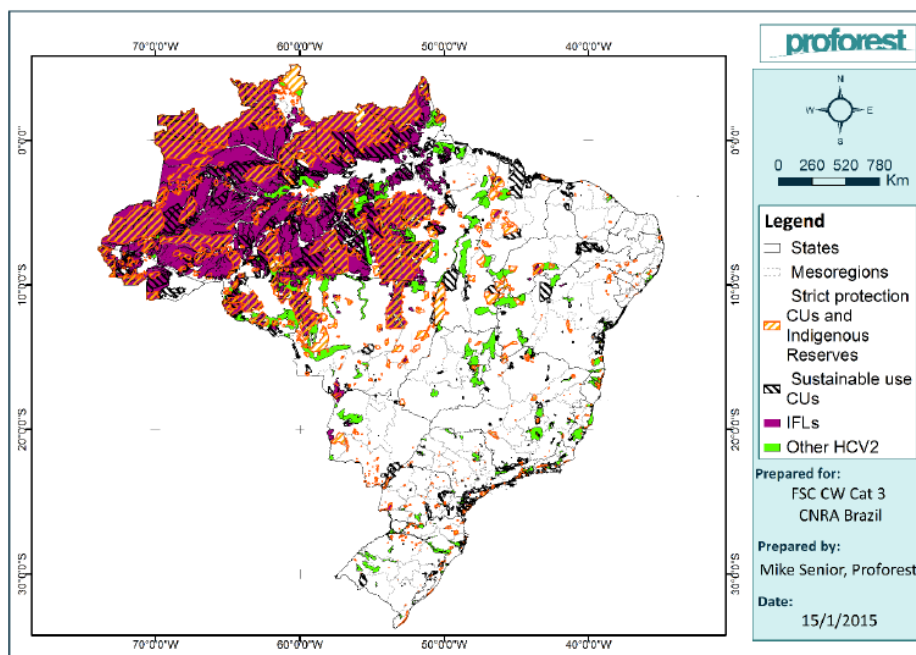 proforest
70°0'0"W 60°0'0"W 50°0'0"W 40°0'0"W
0°0'0"
10°0'0"S
20°0'0"S
30°0'0"S
0°0'0"
10°0'0"S
20°0'0"S
30°0'0"S
70°0'0"W 60°0'0"W 50°0'0"W 40°0'0"W
N
W E
S
0 260 520 780
Km
Legend
States
Mesoregions
Strict protection
CUs and
Indigenous
Reserves
Sustainable use
CUs
IFLs
Other HCV2
Prepared for:
FSC CW Cat 3
CNRA Brazil
Prepared by:
Mike Senior, Proforest
Date:
15/1/2015